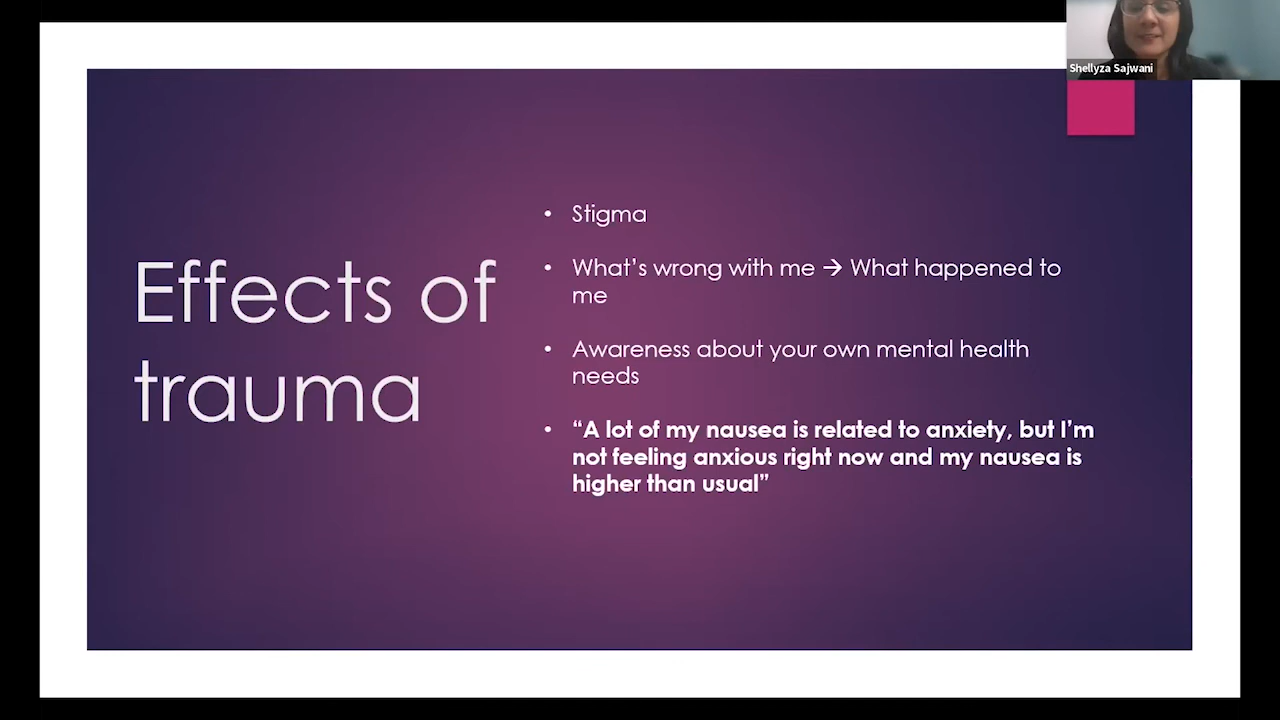 Shellyza Sajwani
Effects of
trauma
• Stigma
• What’s wrong with me → What happened to
me
• Awareness about your own mental health
needs
• “A lot of my nausea is related to anxiety, but I’m
not feeling anxious right now and my nausea is
higher than usual”